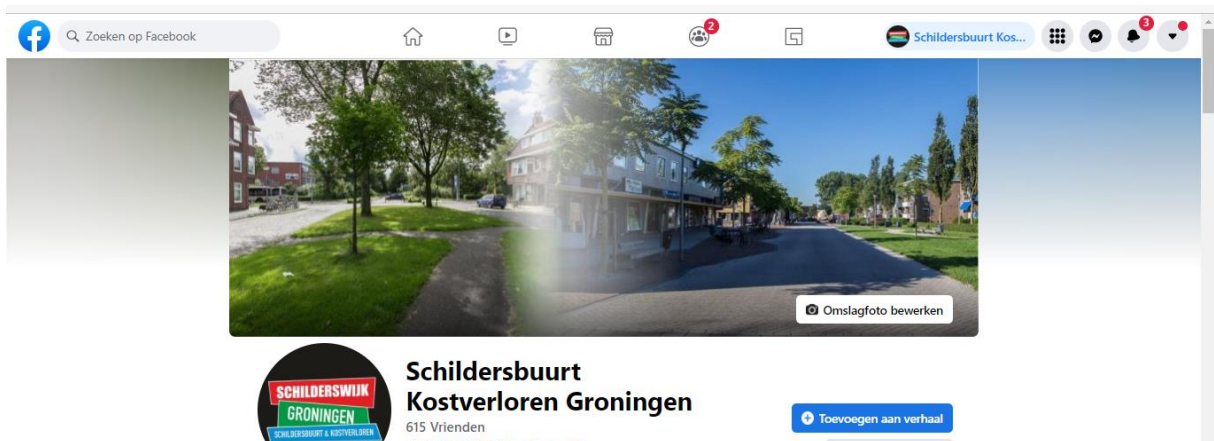 Zoeken op Facebook
2
Schildersbuurt Kos...
3
Omslagfoto bewerken
SCHILDERSWIJK
GRONINGEN
SCHILDERSBUURT & KOSTVERLOREN
Schildersbuurt
Kostverloren Groningen
615 Vrienden
Toevoegen aan verhaal